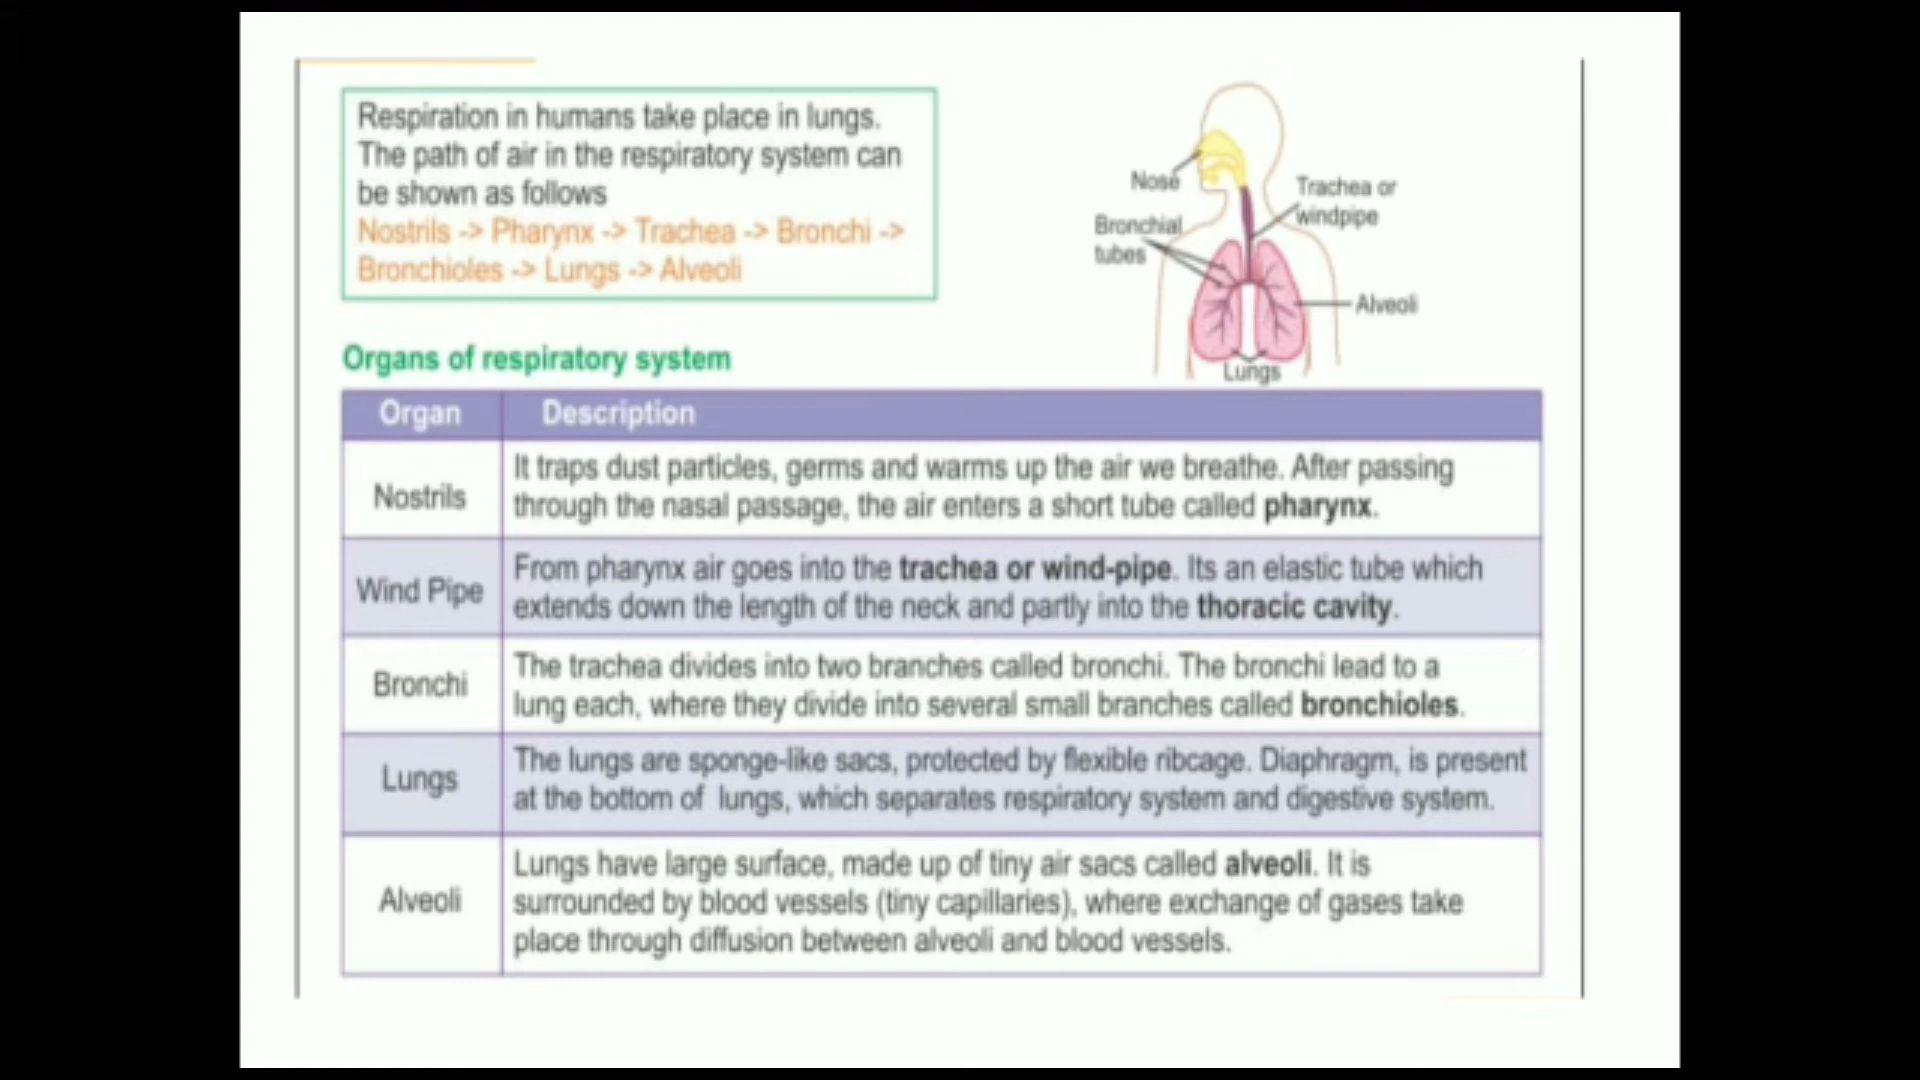 Respiration in humans take place in lungs.
The path of air in the respiratory system can
be shown as follows
Nostrils -> Pharynx -> Trachea -> Bronchi ->
Bronchioles -> Lungs -> Alveoli
Nose
Trachea or
windpipe
Bronchial
tubes
Alveoli
Lungs
Organs of respiratory system
Organ Description
Nostrils
It traps dust particles, germs and warms up the air we breathe. After passing
through the nasal passage, the air enters a short tube called pharynx.
Wind Pipe
From pharynx air goes into the trachea or wind-pipe. Its an elastic tube which
extends down the length of the neck and partly into the thoracic cavity.
Bronchi
The trachea divides into two branches called bronchi. The bronchi lead to a
lung each, where they divide into several small branches called bronchioles.
Lungs
The lungs are sponge-like sacs, protected by flexible ribcage. Diaphragm, is present
at the bottom of lungs, which separates respiratory system and digestive system.
Alveoli
Lungs have large surface, made up of tiny air sacs called alveoli. It is
surrounded by blood vessels (tiny capillaries), where exchange of gases take
place through diffusion between alveoli and blood vessels.